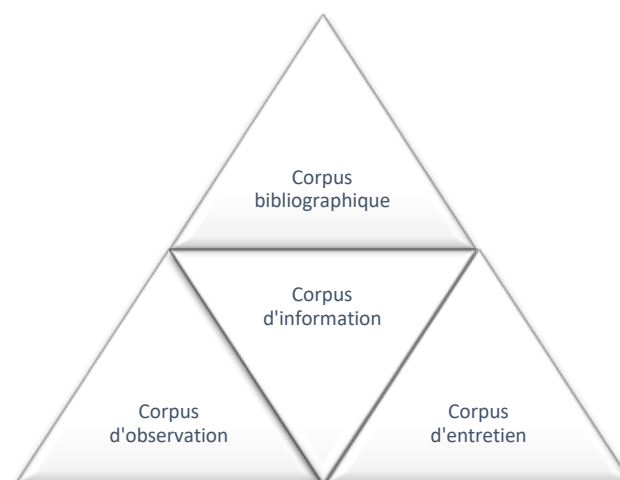 Corpus
bibliographique
Corpus
d'information
Corpus
d'observation
Corpus
d'entretien